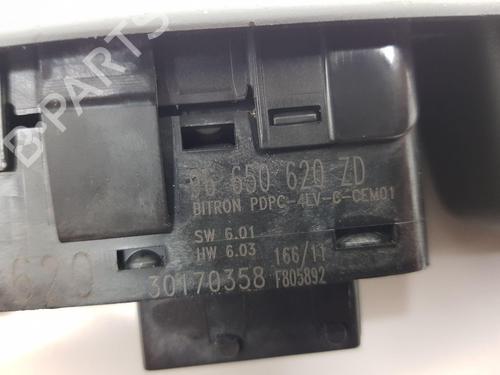 96 650 620 ZD
BITRON PDPC-4LV-C-CEM01
SW 6.01
HW 6.03 166/11
30170358 F805892
620
B-PARTS